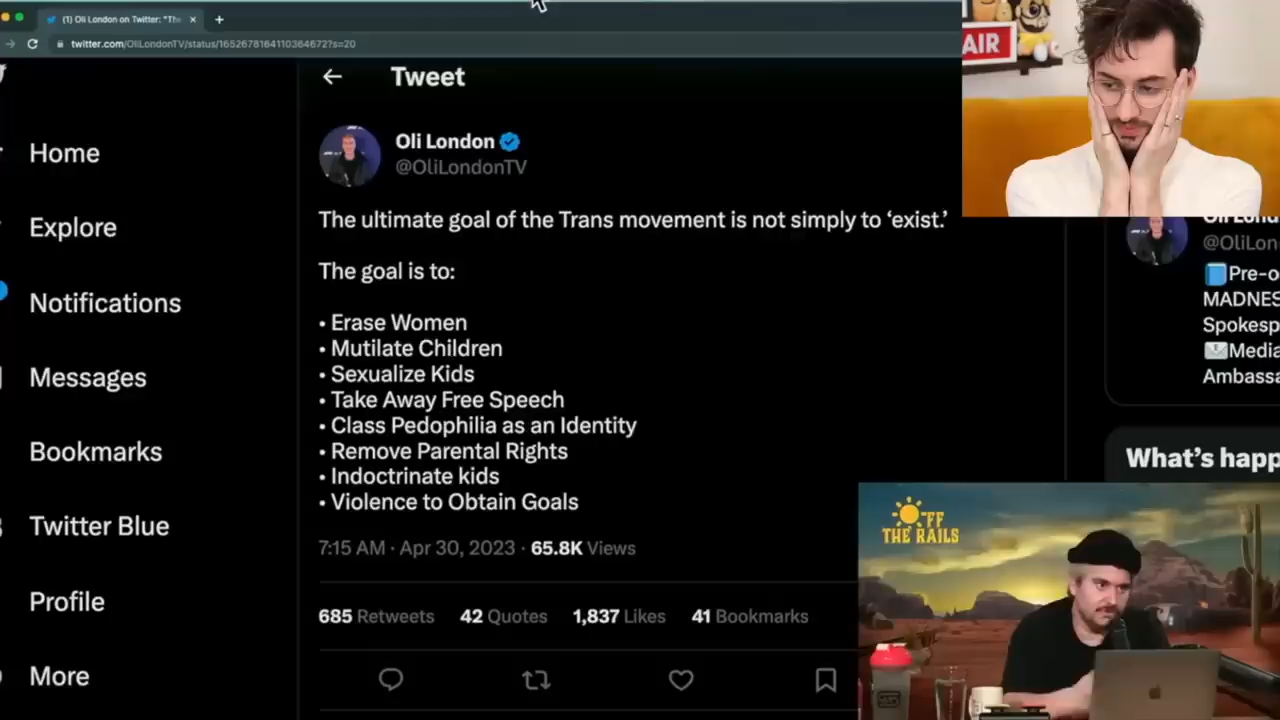 (1) Oli London on Twitter: "The
twitter.com/OliLondonTV/status/1652678164110364672?s=20
AIR
Tweet
Home
Explore
Notifications
Messages
Bookmarks
Twitter Blue
Profile
More
Oli London
@OliLondonTV
The ultimate goal of the Trans movement is not simply to ‘exist.’
The goal is to:
• Erase Women
• Mutilate Children
• Sexualize Kids
• Take Away Free Speech
• Class Pedophilia as an Identity
• Remove Parental Rights
• Indoctrinate kids
• Violence to Obtain Goals
7:15 AM · Apr 30, 2023 · 65.8K Views
685 Retweets 42 Quotes 1,837 Likes 41 Bookmarks
Oli Lond
@OliLon
Pre-o
MADNES
Spokesp
Media
Ambassa
What’s happ
OFF
THE RAILS